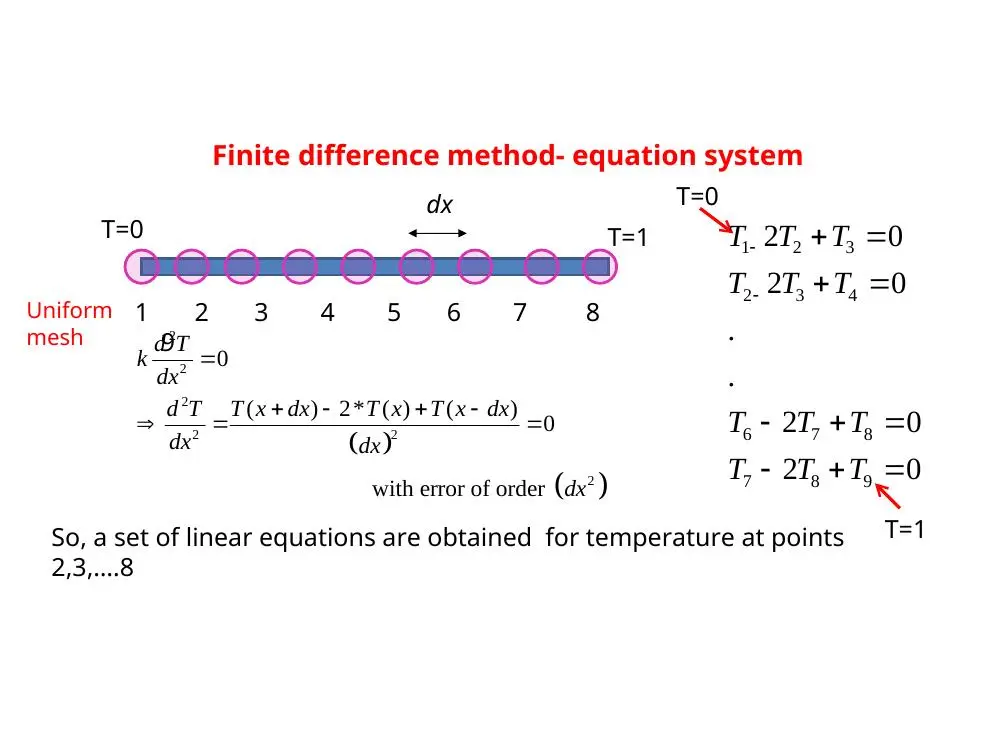 Finite difference method- equation system
T=0
dx
T=0
T=1
Uniform mesh
1 2 3 4 5 6 7 8
9
k d²T/dx² = 0
⇒ d²T/dx² = T(x + dx) - 2*T(x) + T(x - dx)/(dx)² = 0
with error of order (dx²)
T₁₋ 2T₂ + T₃ = 0
T₂₋ 2T₃ + T₄ = 0
.
.
T₆ - 2T₇ + T₈ = 0
T₇ - 2T₈ + T₉ = 0
T=1
So, a set of linear equations are obtained for temperature at points
2,3,….8